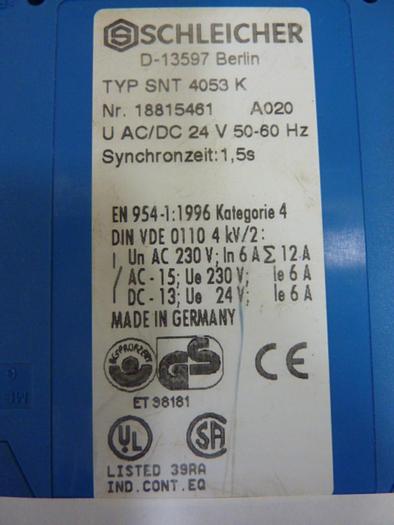 SCHLEICHER
D-13597 Berlin
TYP SNT 4053 K
Nr. 18815461 A020
U AC/DC 24 V 50-60 Hz
Synchronzeit:1,5s
EN 954-1:1996 Kategorie 4
DIN VDE 0110 4 kV/2:
Un AC 230 V; In 6 A Σ 12 A
AC - 15; Ue 230 V; Ie 6 A
DC - 13; Ue 24 V; Ie 6 A
MADE IN GERMANY
GS
CE
ET 98181
UL
SA
LISTED 39RA
IND.CONT.EQ